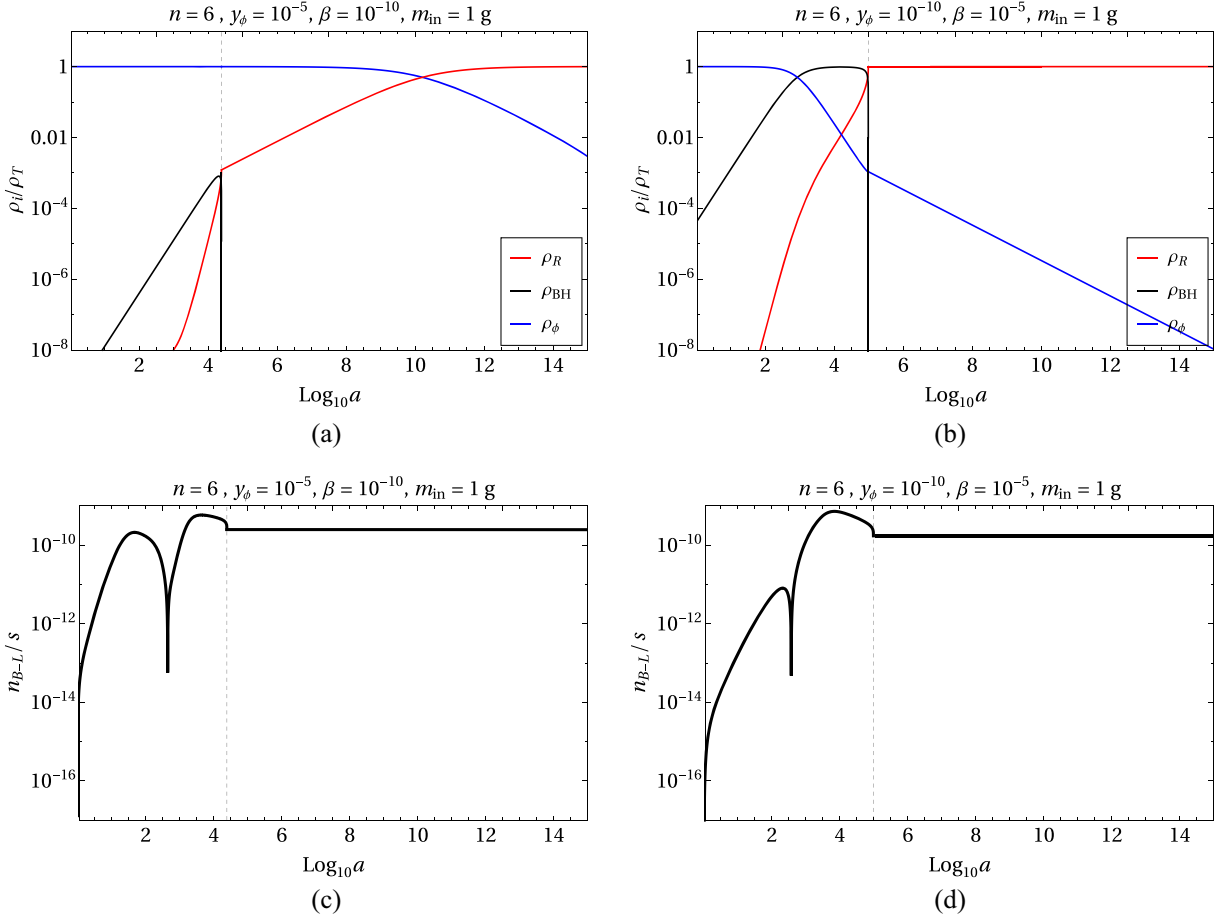 n = 6 , y_ϕ = 10^{-5}, β = 10^{-10}, m_in = 1 g
1
0.01
10^{-4}
10^{-6}
10^{-8}
ρ_i/ρ_T
ρ_R
ρ_BH
ρ_ϕ
2 4 6 8 10 12 14
Log_10 a
(a)
n = 6 , y_ϕ = 10^{-10}, β = 10^{-5}, m_in = 1 g
1
0.01
10^{-4}
10^{-6}
10^{-8}
ρ_i/ρ_T
ρ_R
ρ_BH
ρ_ϕ
2 4 6 8 10 12 14
Log_10 a
(b)
n = 6 , y_ϕ = 10^{-5}, β = 10^{-10}, m_in = 1 g
10^{-10}
10^{-12}
10^{-14}
10^{-16}
n_{B-L}/s
2 4 6 8 10 12 14
Log_10 a
(c)
n = 6 , y_ϕ = 10^{-10}, β = 10^{-5}, m_in = 1 g
10^{-10}
10^{-12}
10^{-14}
10^{-16}
n_{B-L}/s
2 4 6 8 10 12 14
Log_10 a
(d)